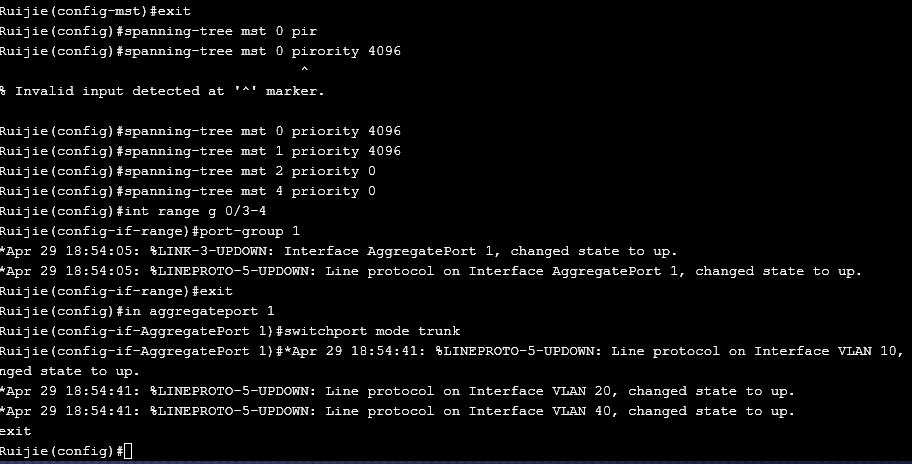 Ruijie(config-mst)#exit
Ruijie(config)#spanning-tree mst 0 pir
Ruijie(config)#spanning-tree mst 0 pirority 4096
^
% Invalid input detected at '^' marker.
Ruijie(config)#spanning-tree mst 0 priority 4096
Ruijie(config)#spanning-tree mst 1 priority 4096
Ruijie(config)#spanning-tree mst 2 priority 0
Ruijie(config)#spanning-tree mst 4 priority 0
Ruijie(config)#int range g 0/3-4
Ruijie(config-if-range)#port-group 1
*Apr 29 18:54:05: %LINK-3-UPDOWN: Interface AggregatePort 1, changed state to up.
*Apr 29 18:54:05: %LINEPROTO-5-UPDOWN: Line protocol on Interface AggregatePort 1, changed state to up.
Ruijie(config-if-range)#exit
Ruijie(config)#in aggregateport 1
Ruijie(config-if-AggregatePort 1)#switchport mode trunk
Ruijie(config-if-AggregatePort 1)#*Apr 29 18:54:41: %LINEPROTO-5-UPDOWN: Line protocol on Interface VLAN 10,
nged state to up.
*Apr 29 18:54:41: %LINEPROTO-5-UPDOWN: Line protocol on Interface VLAN 20, changed state to up.
*Apr 29 18:54:41: %LINEPROTO-5-UPDOWN: Line protocol on Interface VLAN 40, changed state to up.
exit
Ruijie(config)#